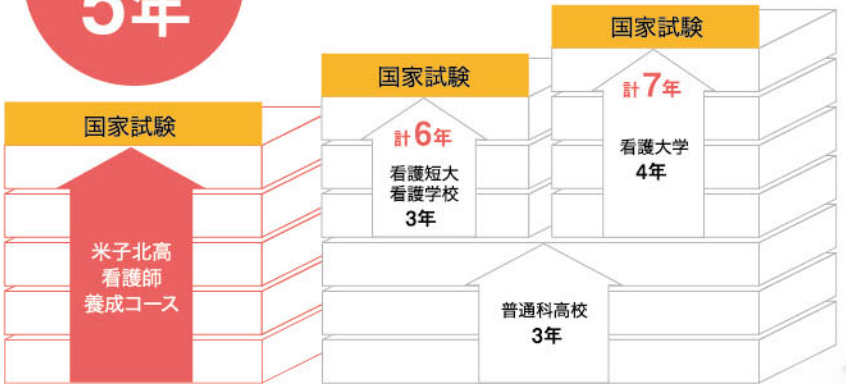 5年
国家試験
米子北高
看護師
養成コース
国家試験
計6年
看護短大
看護学校
3年
国家試験
計7年
看護大学
4年
普通科高校
3年